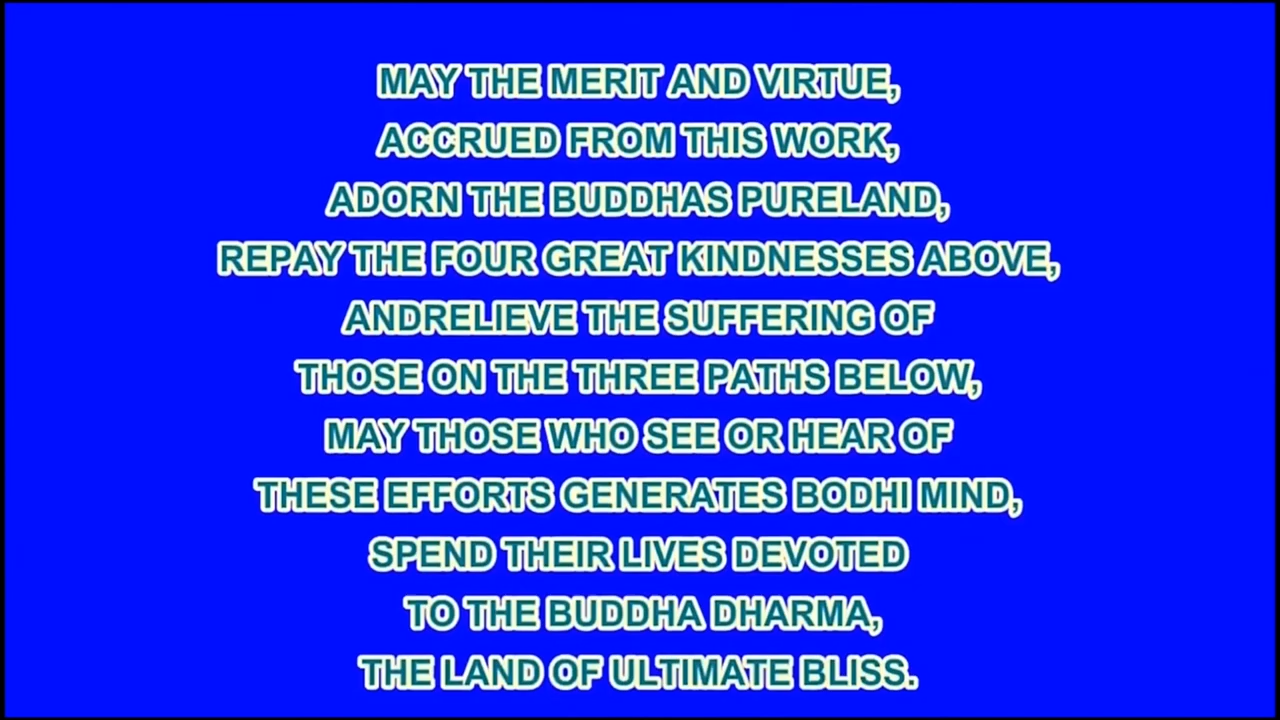 MAY THE MERIT AND VIRTUE,
ACCRUED FROM THIS WORK,
ADORN THE BUDDHAS PURELAND,
REPAY THE FOUR GREAT KINDNESSES ABOVE,
ANDRELIEVE THE SUFFERING OF
THOSE ON THE THREE PATHS BELOW,
MAY THOSE WHO SEE OR HEAR OF
THESE EFFORTS GENERATES BODHI MIND,
SPEND THEIR LIVES DEVOTED
TO THE BUDDHA DHARMA,
THE LAND OF ULTIMATE BLISS.